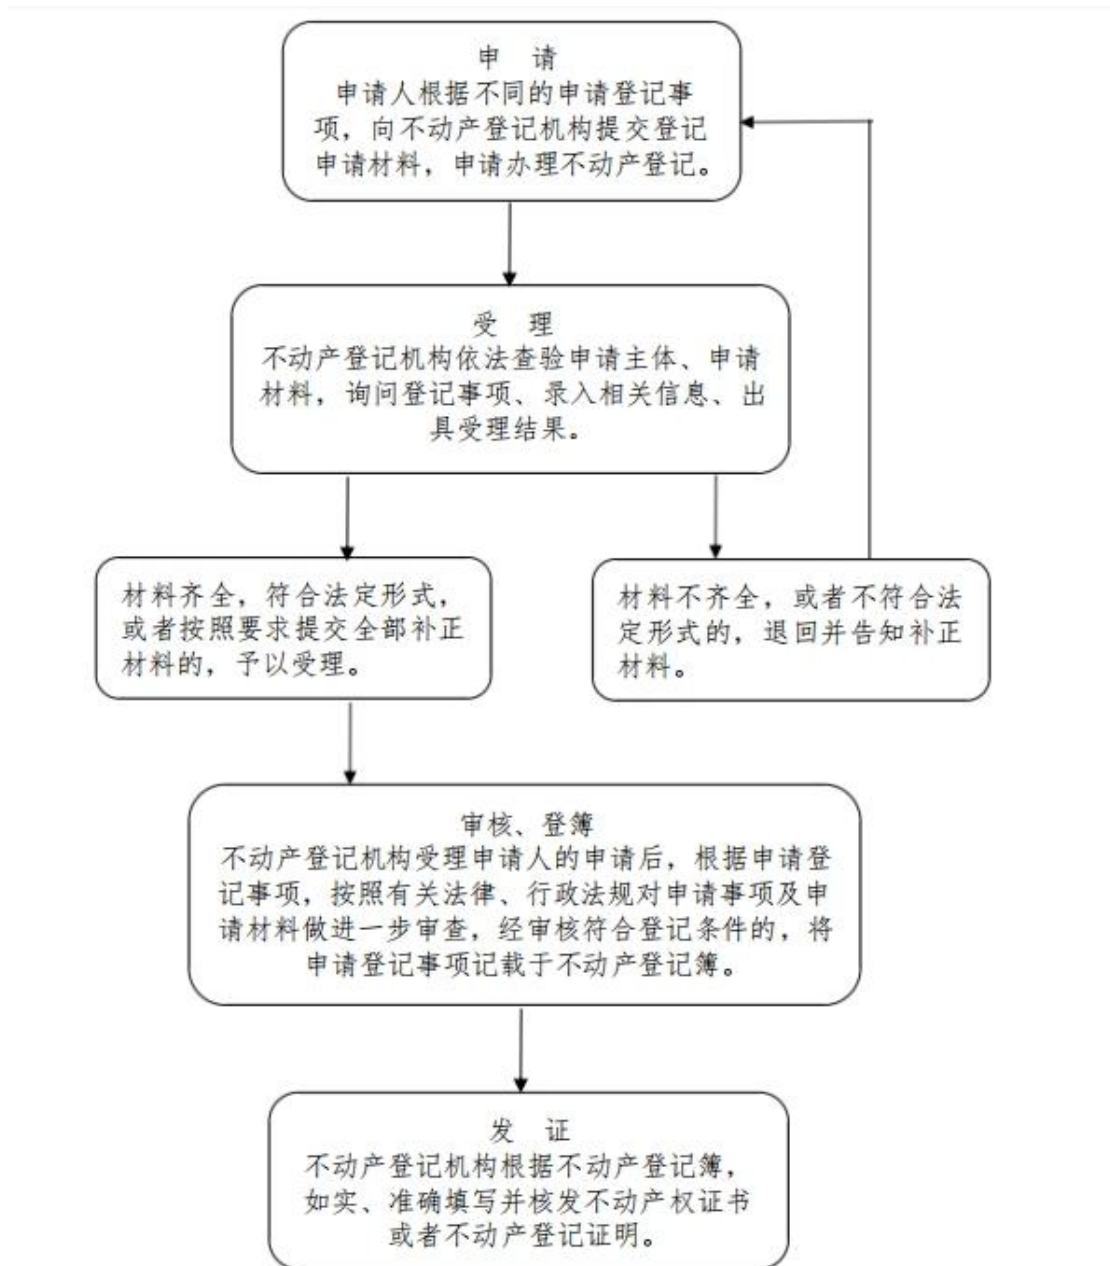 申 请
申请人根据不同的申请登记事
项，向不动产登记机构提交登记
申请材料，申请办理不动产登记。
受 理
不动产登记机构依法查验申请主体、申请
材料，询问登记事项、录入相关信息、出
具受理结果。
材料齐全，符合法定形式，
或者按照要求提交全部补正
材料的，予以受理。
材料不齐全，或者不符合法
定形式的，退回并告知补正
材料。
审核、登簿
不动产登记机构受理申请人的申请后，根据申请登
记事项，按照有关法律、行政法规对申请事项及申
请材料做进一步审查，经审核符合登记条件的，将
申请登记事项记载于不动产登记簿。
发 证
不动产登记机构根据不动产登记簿，
如实、准确填写并核发不动产权证书
或者不动产登记证明。